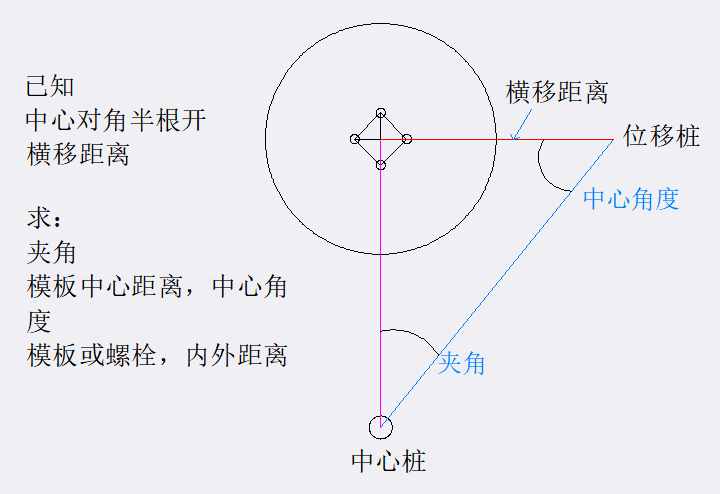 已知
中心对角半根开
横移距离
求：
夹角
模板中心距离，中心角
度
模板或螺栓，内外距离
横移距离
位移桩
中心角度
夹角
中心桩